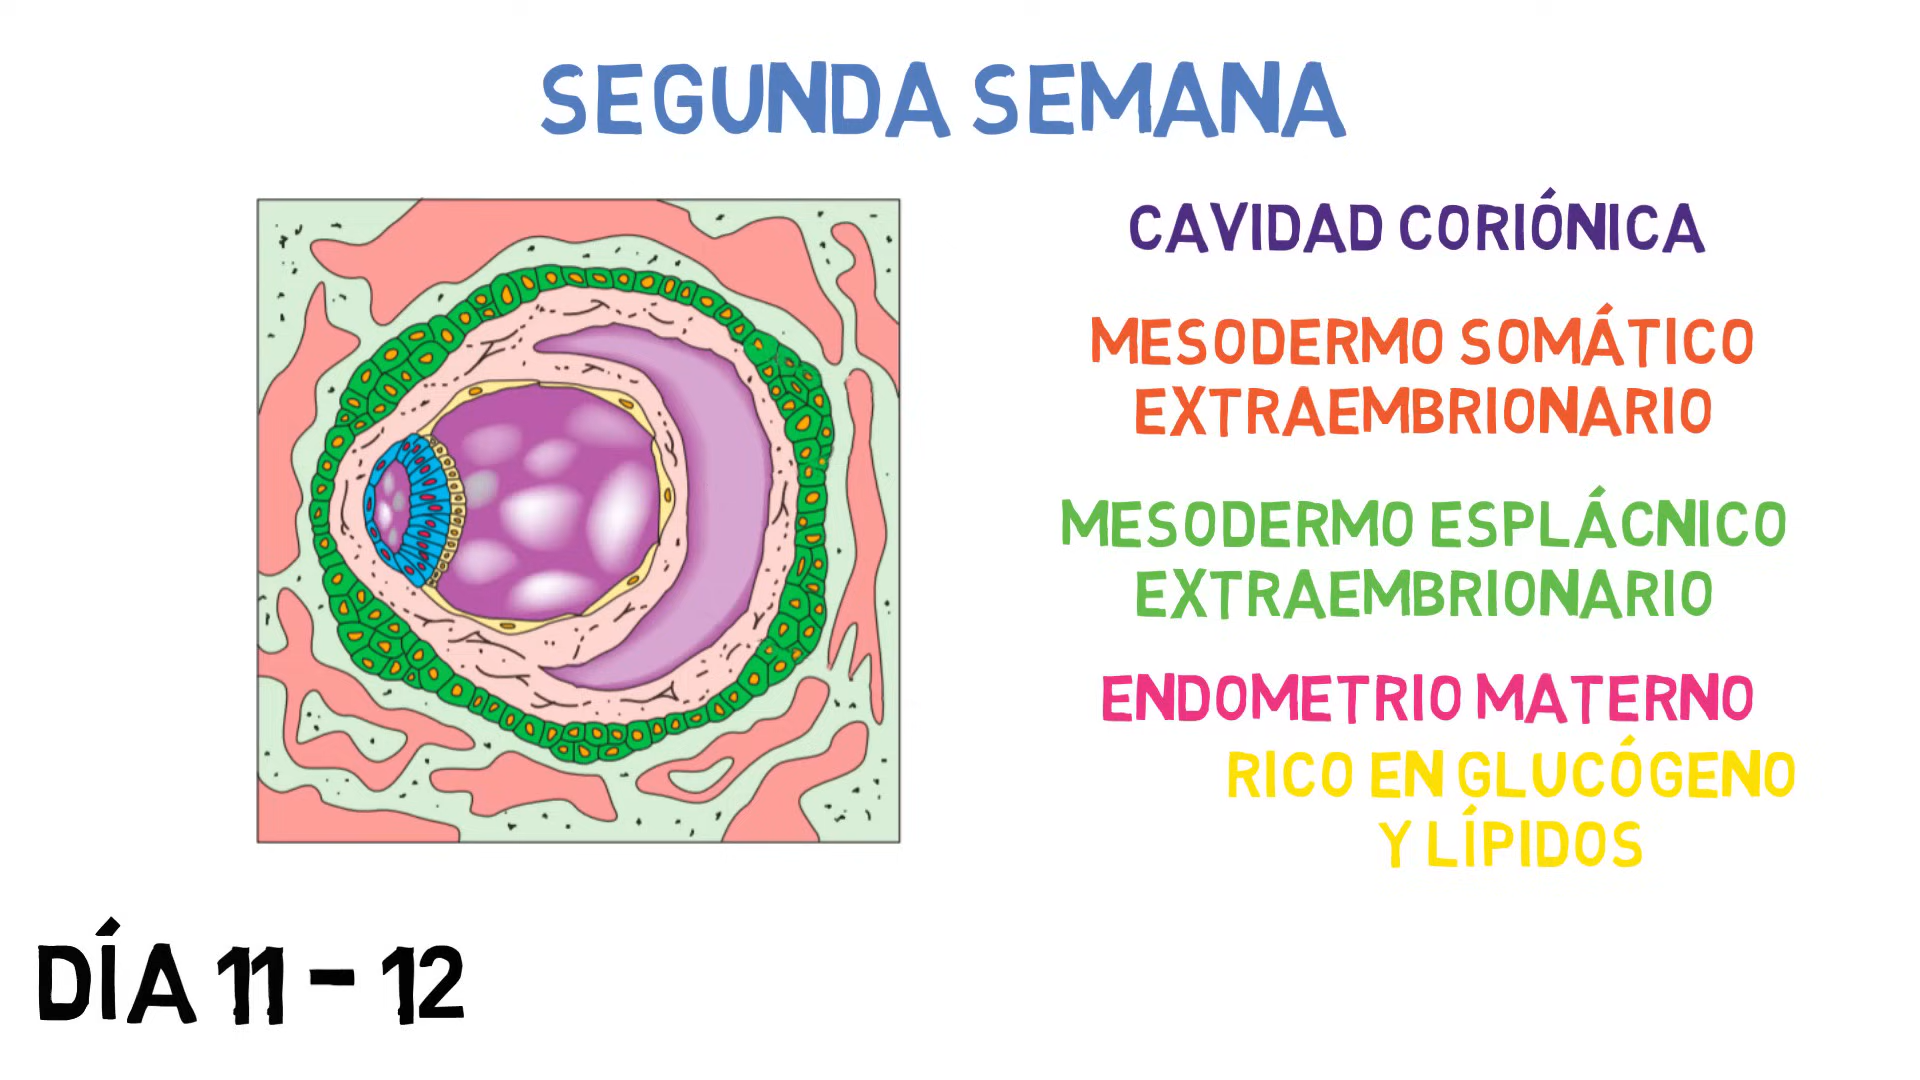 SEGUNDA SEMANA
CAVIDAD CORIÓNICA
MESODERMO SOMÁTICO
EXTRAEMBRIONARIO
MESODERMO ESPLÁCNICO
EXTRAEMBRIONARIO
ENDOMETRIO MATERNO
RICO EN GLUCÓGENO
Y LÍPIDOS
DÍA 11 - 12